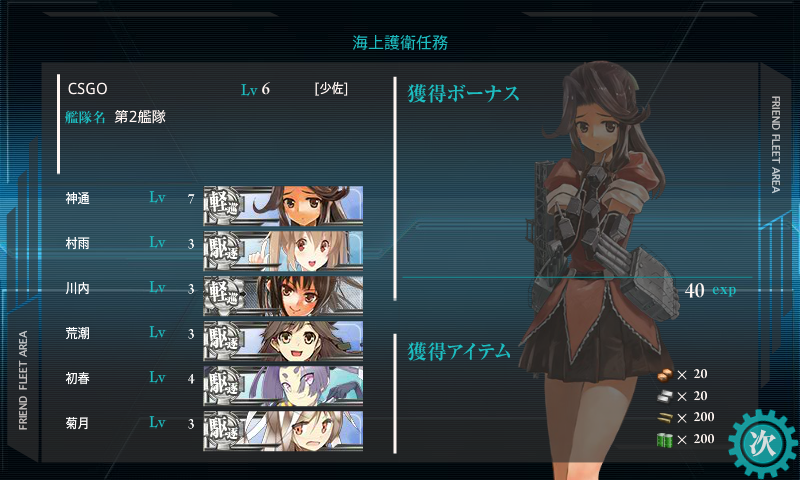 海上護衛任務
CSGO Lv 6 [少佐]
艦隊名 第2艦隊
神通 Lv 7 軽巡
村雨 Lv 3 駆逐
川内 Lv 3 軽巡
荒潮 Lv 3 駆逐
初春 Lv 4 駆逐
菊月 Lv 3 駆逐
獲得ボーナス
40 exp
獲得アイテム
× 20
× 20
× 200
× 200
次
FRIEND FLEET AREA
FRIEND FLEET AREA